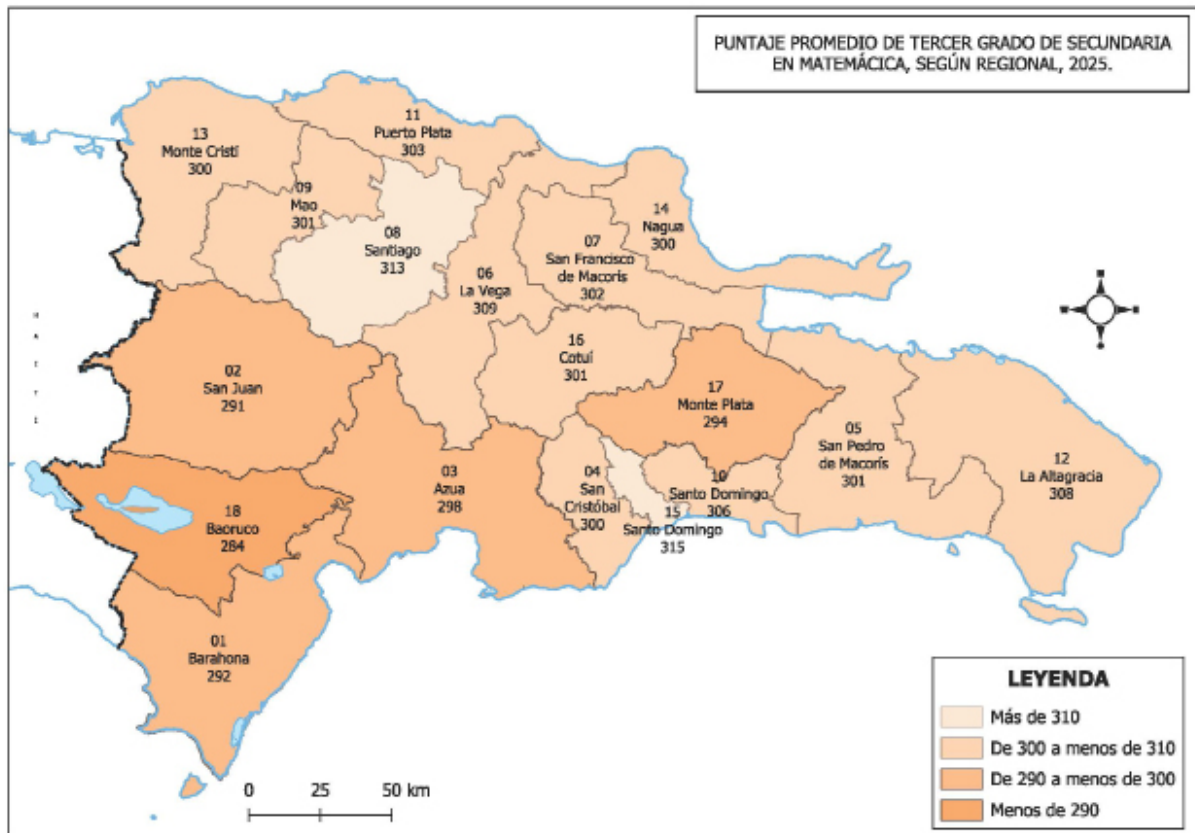 PUNTAJE PROMEDIO DE TERCER GRADO DE SECUNDARIA
EN MATEMÁCICA, SEGÚN REGIONAL, 2025.
11
Puerto Plata
303
13
Monte Cristi
300
09
Mao
301
08
Santiago
313
14
Nagua
300
07
San Francisco
de Macorís
302
06
La Vega
309
16
Cotuí
301
02
San Juan
291
17
Monte Plata
294
05
San Pedro
de Macorís
301
12
La Altagracia
308
03
Azua
298
04
San
Cristóbal
300
10
Santo Domingo
306
15
Santo Domingo
315
18
Baoruco
284
01
Barahona
292
0 25 50 km
LEYENDA
Más de 310
De 300 a menos de 310
De 290 a menos de 300
Menos de 290